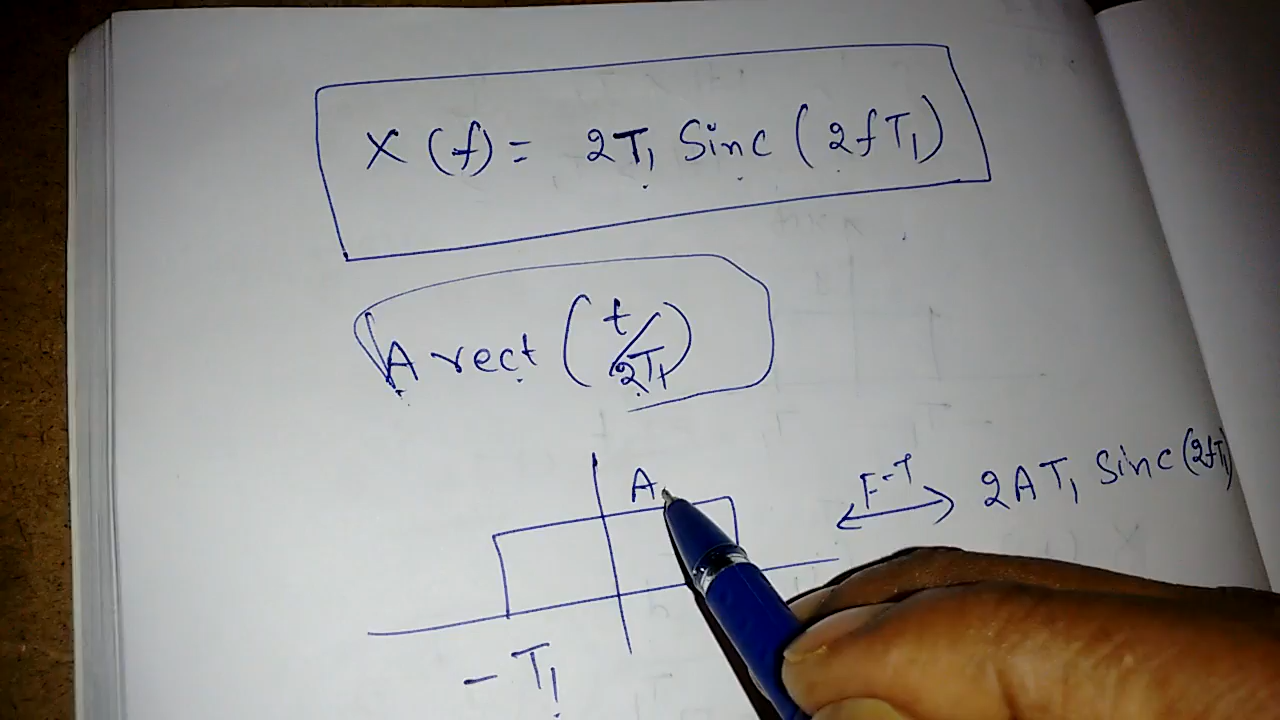 X (f) = 2T₁ Sinc (2fT₁)
A rect (t/2T₁)
A
F-T
2AT₁ Sinc (2fT₁)
- T₁